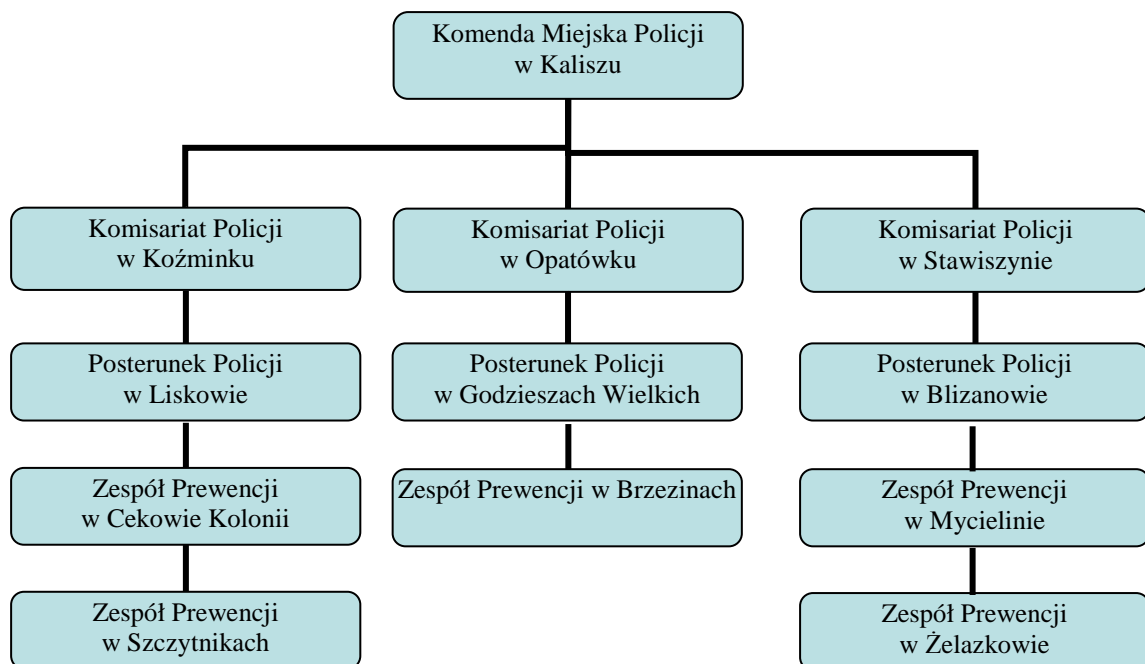 Komenda Miejska Policji
w Kaliszu
Komisariat Policji
w Koźminku
Komisariat Policji
w Opatówku
Komisariat Policji
w Stawiszynie
Posterunek Policji
w Liskowie
Posterunek Policji
w Godzieszach Wielkich
Posterunek Policji
w Blizanowie
Zespół Prewencji
w Cekowie Kolonii
Zespół Prewencji w Brzezinach
Zespół Prewencji
w Mycielinie
Zespół Prewencji
w Szczytnikach
Zespół Prewencji
w Żelazkowie